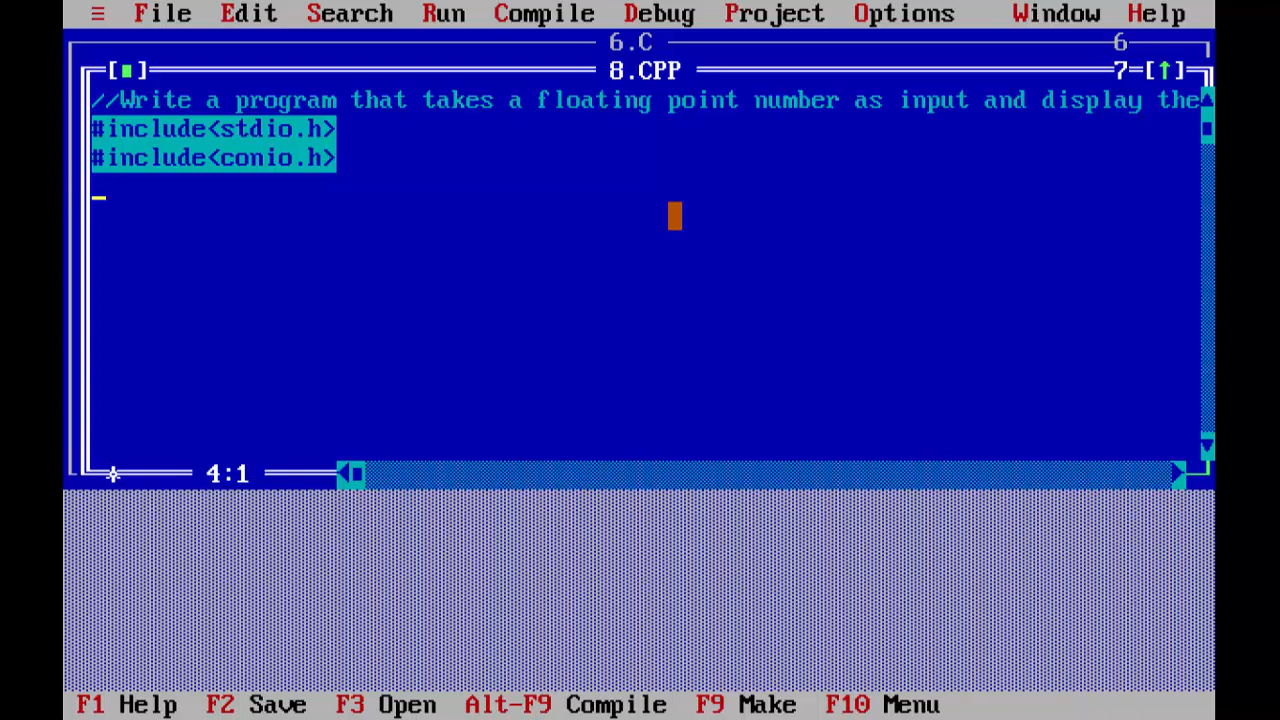 ≡ File Edit Search Run Compile Debug Project Options Window Help
6.C 6
[■] 8.CPP 7=[↑]
//Write a program that takes a floating point number as input and display the
#include<stdio.h>
#include<conio.h>
4:1
F1 Help F2 Save F3 Open Alt-F9 Compile F9 Make F10 Menu